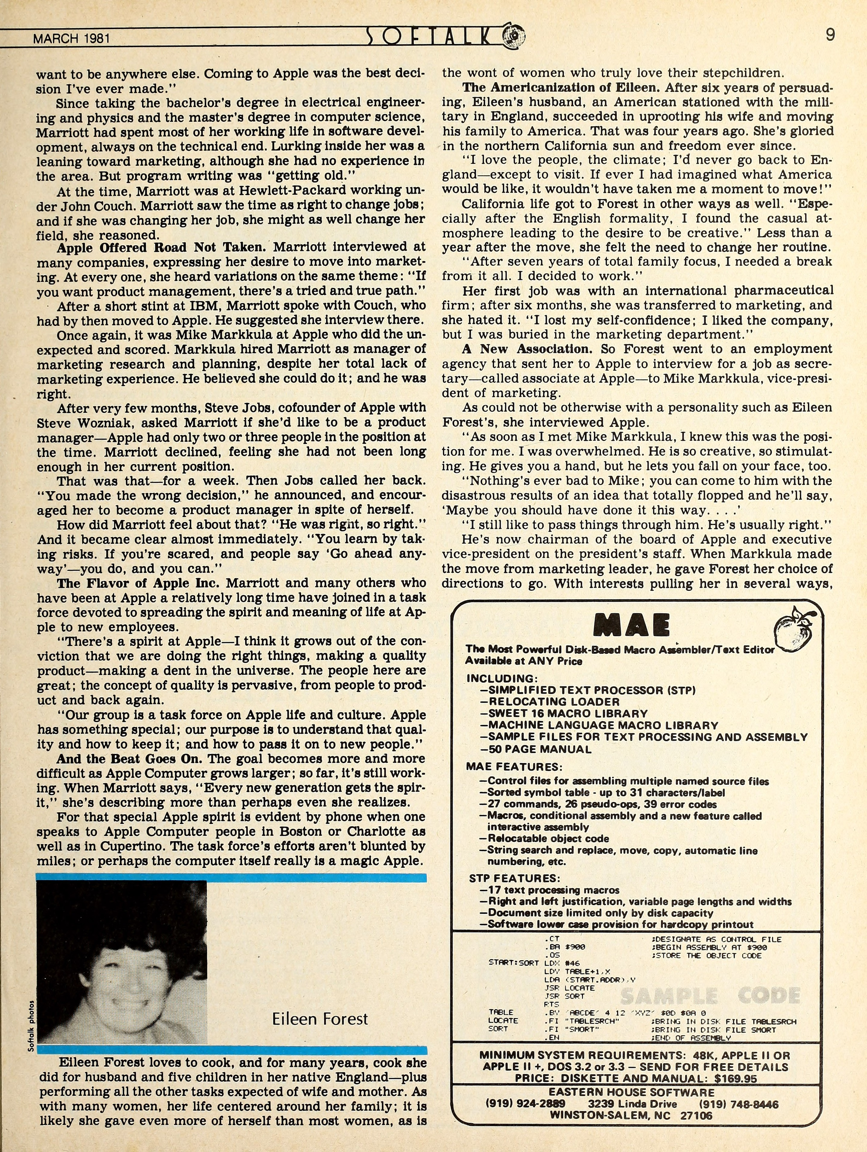 MARCH 1981
SOFTALK
9
want to be anywhere else. Coming to Apple was the best deci-
sion I've ever made."
Since taking the bachelor's degree in electrical engineer-
ing and physics and the master's degree in computer science,
Marriott had spent most of her working life in software devel-
opment, always on the technical end. Lurking inside her was a
leaning toward marketing, although she had no experience in
the area. But program writing was "getting old."
At the time, Marriott was at Hewlett-Packard working un-
der John Couch. Marriott saw the time as right to change jobs;
and if she was changing her job, she might as well change her
field, she reasoned.
Apple Offered Road Not Taken. Marriott interviewed at
many companies, expressing her desire to move into market-
ing. At every one, she heard variations on the same theme: "If
you want product management, there's a tried and true path."
After a short stint at IBM, Marriott spoke with Couch, who
had by then moved to Apple. He suggested she interview there.
Once again, it was Mike Markkula at Apple who did the un-
expected and scored. Markkula hired Marriott as manager of
marketing research and planning, despite her total lack of
marketing experience. He believed she could do it; and he was
right.
After very few months, Steve Jobs, cofounder of Apple with
Steve Wozniak, asked Marriott if she'd like to be a product
manager—Apple had only two or three people in the position at
the time. Marriott declined, feeling she had not been long
enough in her current position.
That was that—for a week. Then Jobs called her back.
"You made the wrong decision," he announced, and encour-
aged her to become a product manager in spite of herself.
How did Marriott feel about that? "He was right, so right."
And it became clear almost immediately. "You learn by tak-
ing risks. If you're scared, and people say 'Go ahead any-
way'—you do, and you can."
The Flavor of Apple Inc. Marriott and many others who
have been at Apple a relatively long time have joined in a task
force devoted to spreading the spirit and meaning of life at Ap-
ple to new employees.
"There's a spirit at Apple—I think it grows out of the con-
viction that we are doing the right things, making a quality
product—making a dent in the universe. The people here are
great; the concept of quality is pervasive, from people to prod-
uct and back again.
"Our group is a task force on Apple life and culture. Apple
has something special; our purpose is to understand that qual-
ity and how to keep it; and how to pass it on to new people."
And the Beat Goes On. The goal becomes more and more
difficult as Apple Computer grows larger; so far, it's still work-
ing. When Marriott says, "Every new generation gets the spir-
it," she's describing more than perhaps even she realizes.
For that special Apple spirit is evident by phone when one
speaks to Apple Computer people in Boston or Charlotte as
well as in Cupertino. The task force's efforts aren't blunted by
miles; or perhaps the computer itself really is a magic Apple.
Softalk photos
Eileen Forest
Eileen Forest loves to cook, and for many years, cook she
did for husband and five children in her native England—plus
performing all the other tasks expected of wife and mother. As
with many women, her life centered around her family; it is
likely she gave even more of herself than most women, as is
the wont of women who truly love their stepchildren.
The Americanization of Eileen. After six years of persuad-
ing, Eileen's husband, an American stationed with the mili-
tary in England, succeeded in uprooting his wife and moving
his family to America. That was four years ago. She's gloried
in the northern California sun and freedom ever since.
"I love the people, the climate; I'd never go back to En-
gland—except to visit. If ever I had imagined what America
would be like, it wouldn't have taken me a moment to move!"
California life got to Forest in other ways as well. "Espe-
cially after the English formality, I found the casual at-
mosphere leading to the desire to be creative." Less than a
year after the move, she felt the need to change her routine.
"After seven years of total family focus, I needed a break
from it all. I decided to work."
Her first job was with an international pharmaceutical
firm; after six months, she was transferred to marketing, and
she hated it. "I lost my self-confidence; I liked the company,
but I was buried in the marketing department."
A New Association. So Forest went to an employment
agency that sent her to Apple to interview for a job as secre-
tary—called associate at Apple—to Mike Markkula, vice-presi-
dent of marketing.
As could not be otherwise with a personality such as Eileen
Forest's, she interviewed Apple.
"As soon as I met Mike Markkula, I knew this was the posi-
tion for me. I was overwhelmed. He is so creative, so stimulat-
ing. He gives you a hand, but he lets you fall on your face, too.
"Nothing's ever bad to Mike; you can come to him with the
disastrous results of an idea that totally flopped and he'll say,
'Maybe you should have done it this way. . . .'
"I still like to pass things through him. He's usually right."
He's now chairman of the board of Apple and executive
vice-president on the president's staff. When Markkula made
the move from marketing leader, he gave Forest her choice of
directions to go. With interests pulling her in several ways,
MAE
The Most Powerful Disk-Based Macro Assembler/Text Editor
Available at ANY Price
INCLUDING:
—SIMPLIFIED TEXT PROCESSOR (STP)
—RELOCATING LOADER
—SWEET 16 MACRO LIBRARY
—MACHINE LANGUAGE MACRO LIBRARY
—SAMPLE FILES FOR TEXT PROCESSING AND ASSEMBLY
—50 PAGE MANUAL
MAE FEATURES:
—Control files for assembling multiple named source files
—Sorted symbol table - up to 31 characters/label
—27 commands, 26 pseudo-ops, 39 error codes
—Macros, conditional assembly and a new feature called
interactive assembly
—Relocatable object code
—String search and replace, move, copy, automatic line
numbering, etc.
STP FEATURES:
—17 text processing macros
—Right and left justification, variable page lengths and widths
—Document size limited only by disk capacity
—Software lower case provision for hardcopy printout
.CT ;DESIGNATE AS CONTROL FILE
.BA $900 ;BEGIN ASSEMBLY AT $900
.OS ;STORE THE OBJECT CODE
START:SORT LDX #46
LDY TABLE+1,X
LDA (START.ADDR),Y
JSR LOCATE
JSR SORT
RTS
SAMPLE CODE
TABLE .BY 'ABCDE' 4 12 'XYZ' $0D $0A 0
LOCATE .FI "TABLESRCH" ;BRING IN DISK FILE TABLESRCH
SORT .FI "SMORT" ;BRING IN DISK FILE SMORT
.EN ;END OF ASSEMBLY
MINIMUM SYSTEM REQUIREMENTS: 48K, APPLE II OR
APPLE II +, DOS 3.2 or 3.3 — SEND FOR FREE DETAILS
PRICE: DISKETTE AND MANUAL: $169.95
EASTERN HOUSE SOFTWARE
(919) 924-2889 3239 Linda Drive (919) 748-8446
WINSTON-SALEM, NC 27106